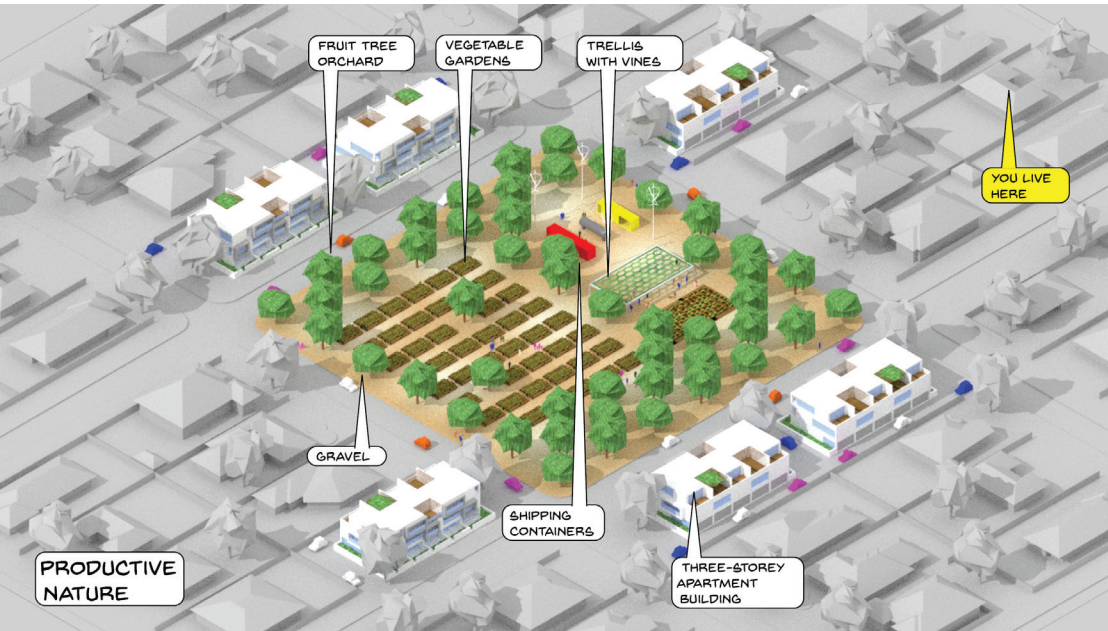 FRUIT TREE
ORCHARD
VEGETABLE
GARDENS
TRELLIS
WITH VINES
YOU LIVE
HERE
GRAVEL
SHIPPING
CONTAINERS
THREE-STOREY
APARTMENT
BUILDING
PRODUCTIVE
NATURE